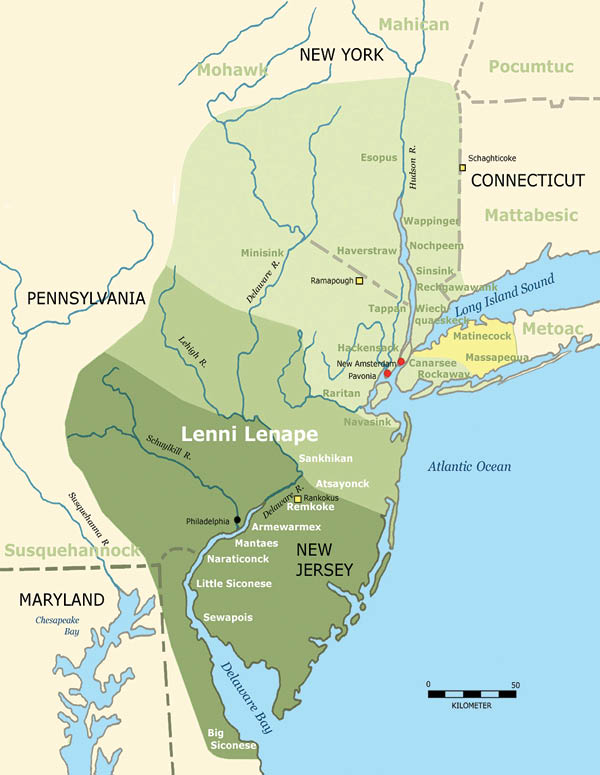 Mahican
NEW YORK
Mohawk
Pocumtuc
Esopus
Hudson R.
Schaghticoke
CONNECTICUT
Mattabesic
Wappinger
Nochpeem
Minisink
Haverstraw
Sinsink
Delaware R.
Ramapough
Rechgawawank
Long Island Sound
PENNSYLVANIA
Tappan
Wiech
quaeskeck
Metoac
Matinecock
Lehigh R.
Hackensack
New Amsterdam
Massapequa
Canarsee
Pavonia
Rockaway
Raritan
Navasink
Lenni Lenape
Schuylkill R.
Sankhikan
Atlantic Ocean
Atsayonck
Delaware R.
Rankokus
Remkoke
Susquehanna R.
Philadelphia
Armewarmex
Mantaes
Susquehannock
NEW
JERSEY
Naraticonck
Little Siconese
MARYLAND
Sewapois
Chesapeake
Bay
Delaware Bay
0
50
KILOMETER
Big
Siconese